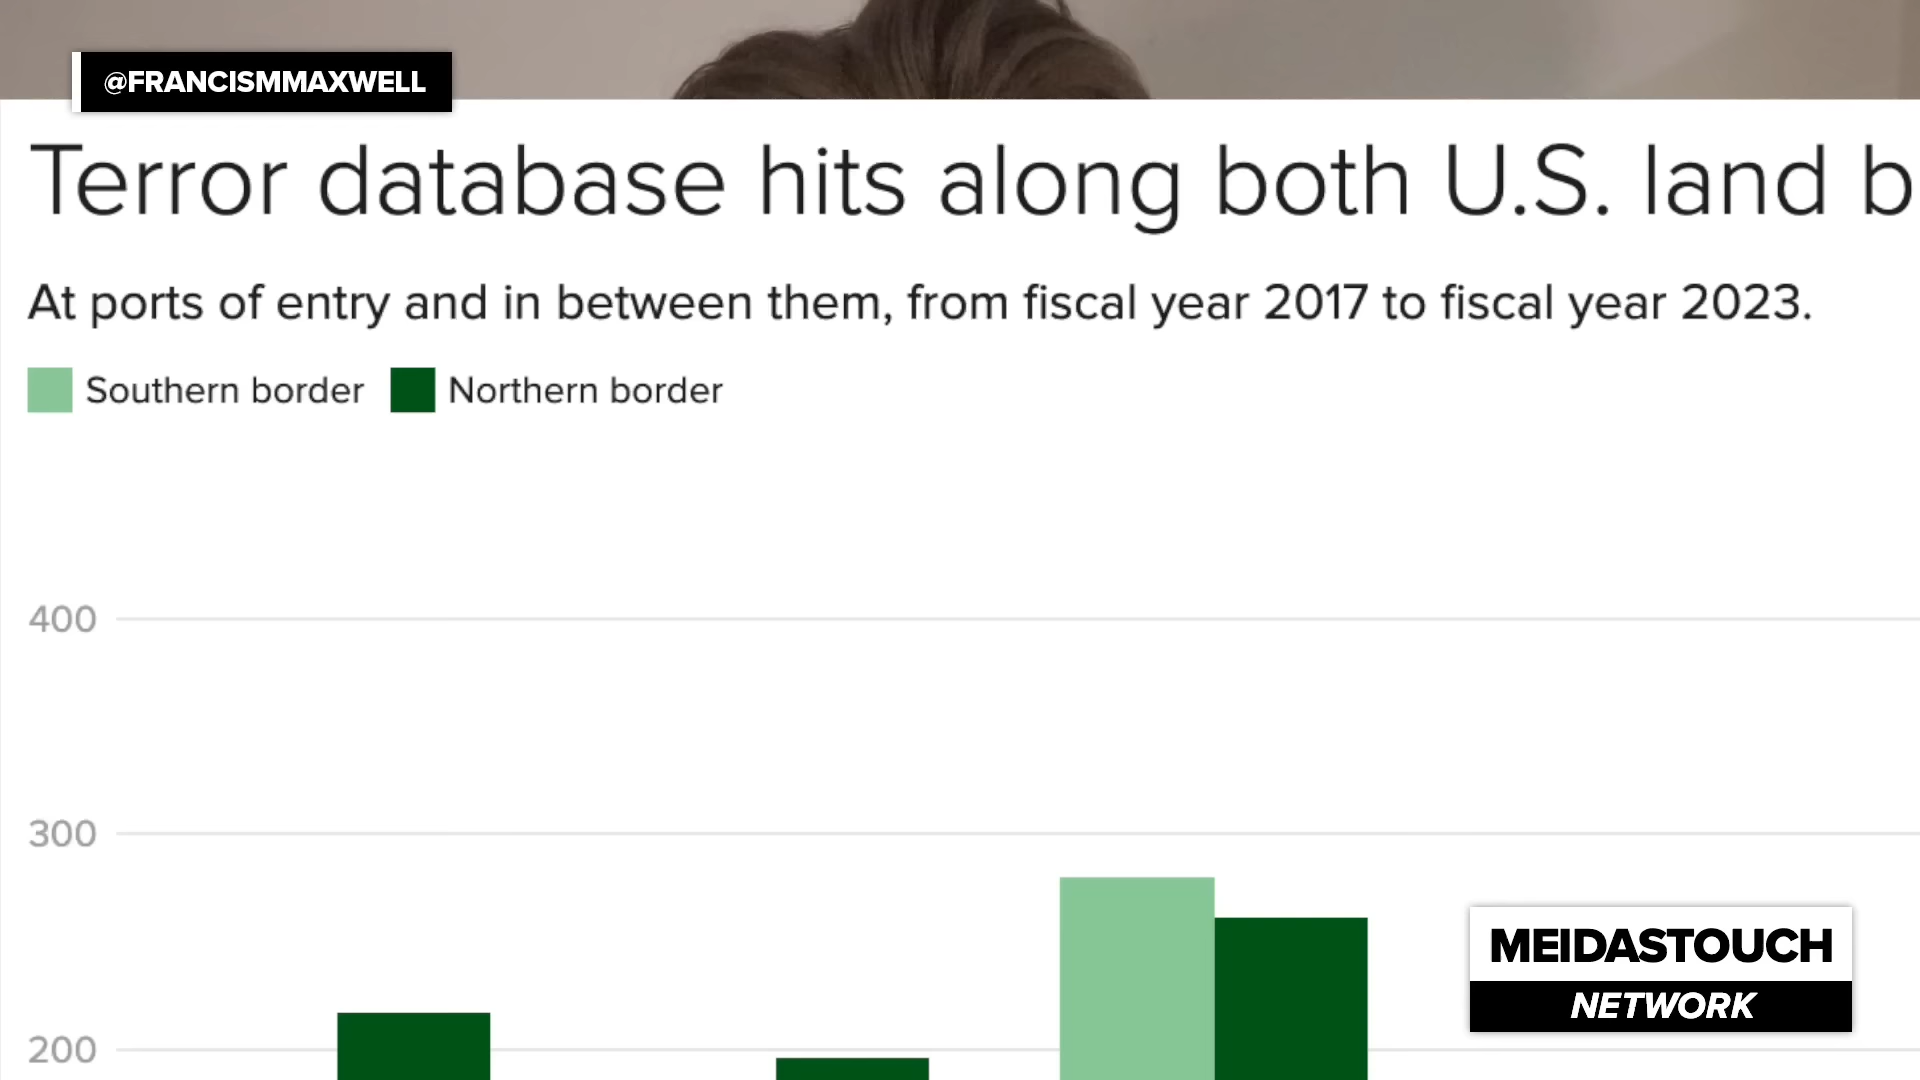 @FRANCISMMAXWELL
Terror database hits along both U.S. land b
At ports of entry and in between them, from fiscal year 2017 to fiscal year 2023.
Southern border Northern border
400
300
200
MEIDASTOUCH
NETWORK